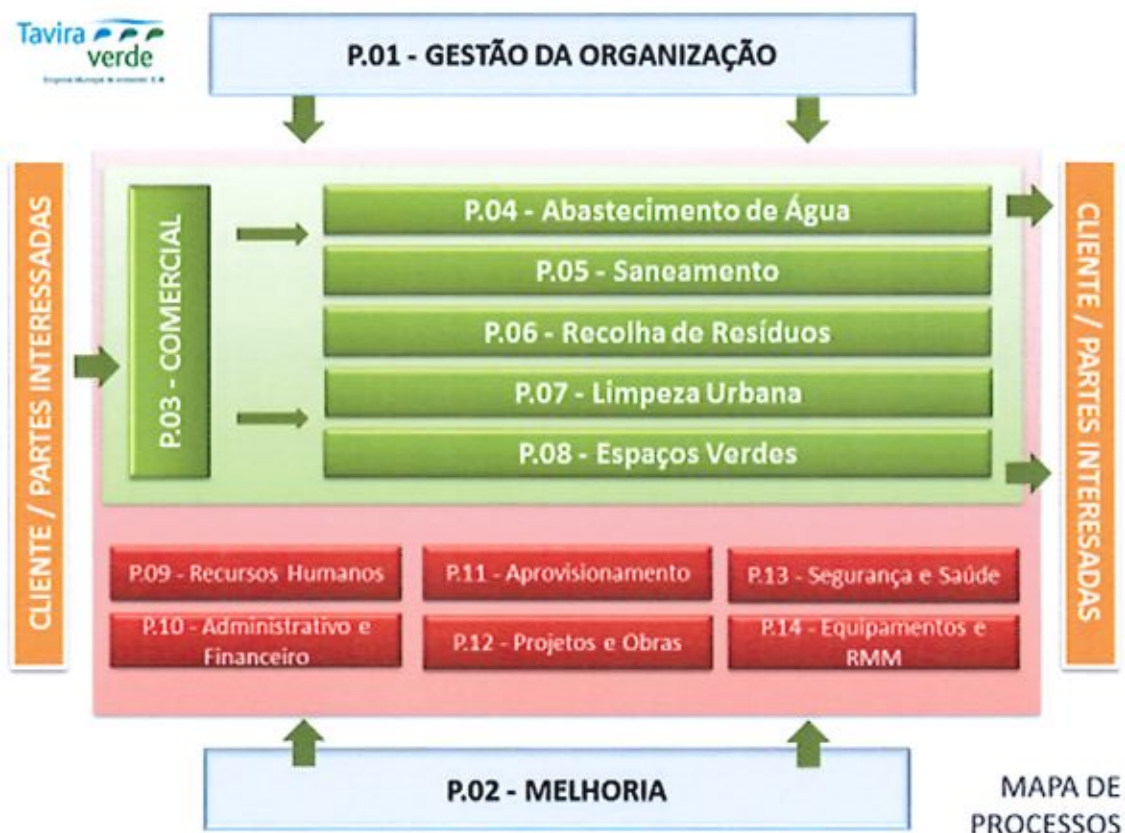 Tavira
verde
P.01 - GESTÃO DA ORGANIZAÇÃO
CLIENTE / PARTES INTERESSADAS
P.03 - COMERCIAL
P.04 - Abastecimento de Água
P.05 - Saneamento
P.06 - Recolha de Resíduos
P.07 - Limpeza Urbana
P.08 - Espaços Verdes
CLIENTE / PARTES INTERESADAS
P.09 - Recursos Humanos
P.11 - Aprovisionamento
P.13 - Segurança e Saúde
P.10 - Administrativo e
Financeiro
P.12 - Projetos e Obras
P.14 - Equipamentos e
RMM
P.02 - MELHORIA
MAPA DE
PROCESSOS